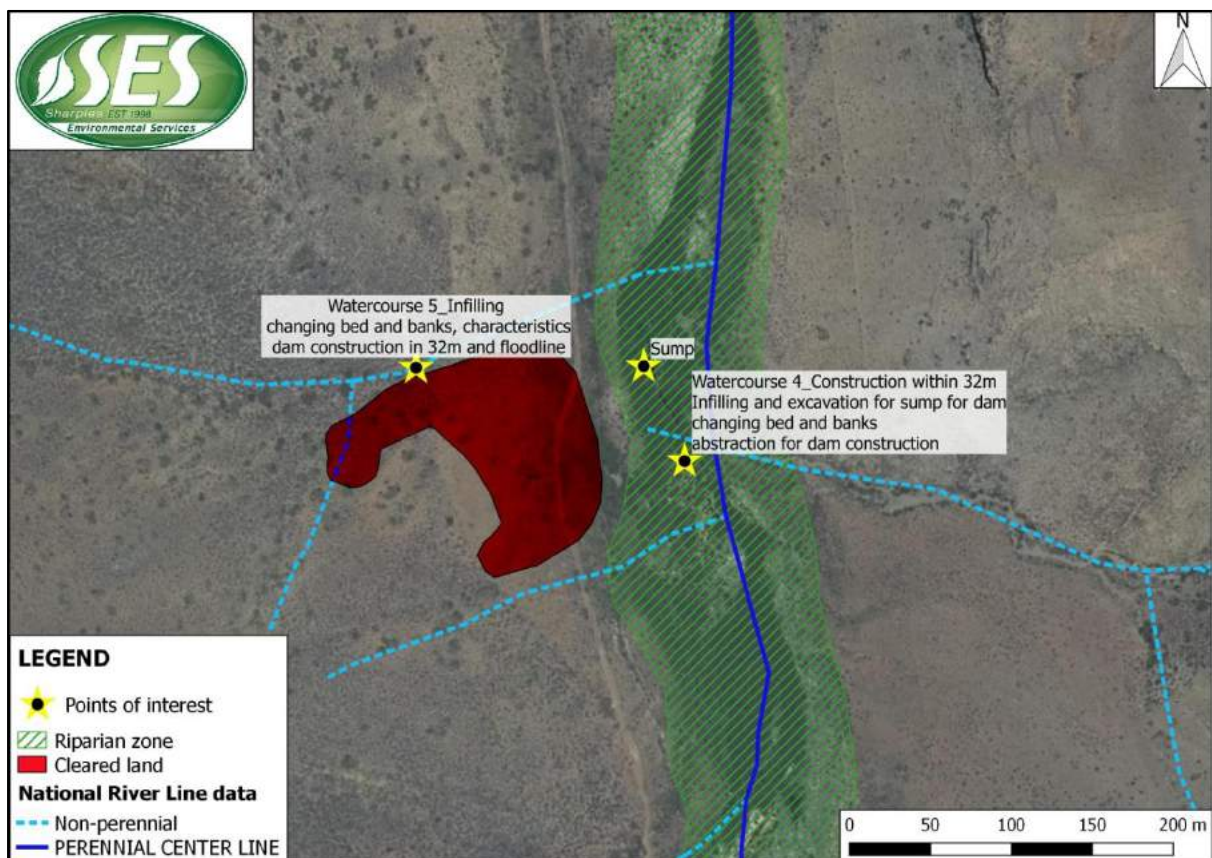 SES
Sharples EST 1998
Environmental Services
N
Watercourse 5_Infilling
changing bed and banks, characteristics
dam construction in 32m and floodline
Sump
Watercourse 4_Construction within 32m
Infilling and excavation for sump for dam
changing bed and banks
abstraction for dam construction
LEGEND
Points of interest
Riparian zone
Cleared land
National River Line data
Non-perennial
PERENNIAL CENTER LINE
0 50 100 150 200 m